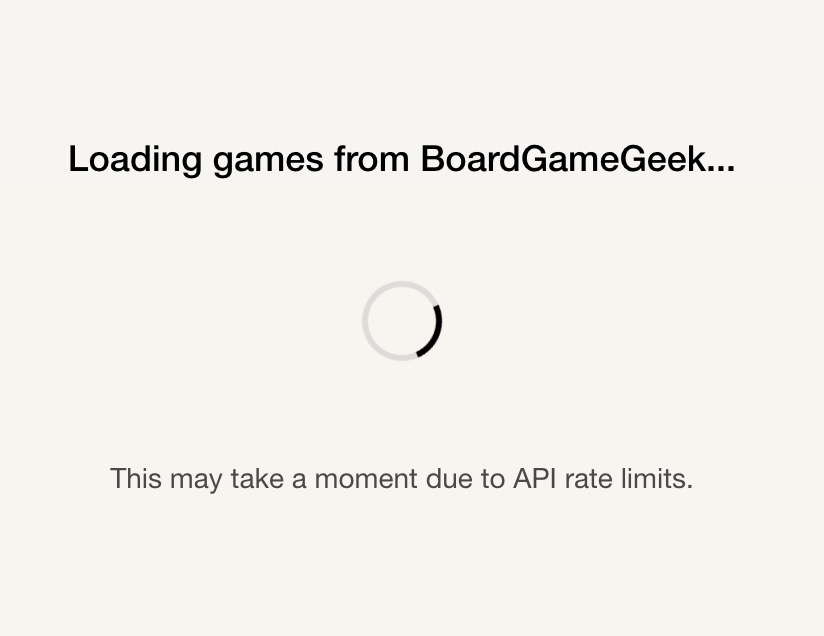 Loading games from BoardGameGeek...
This may take a moment due to API rate limits.